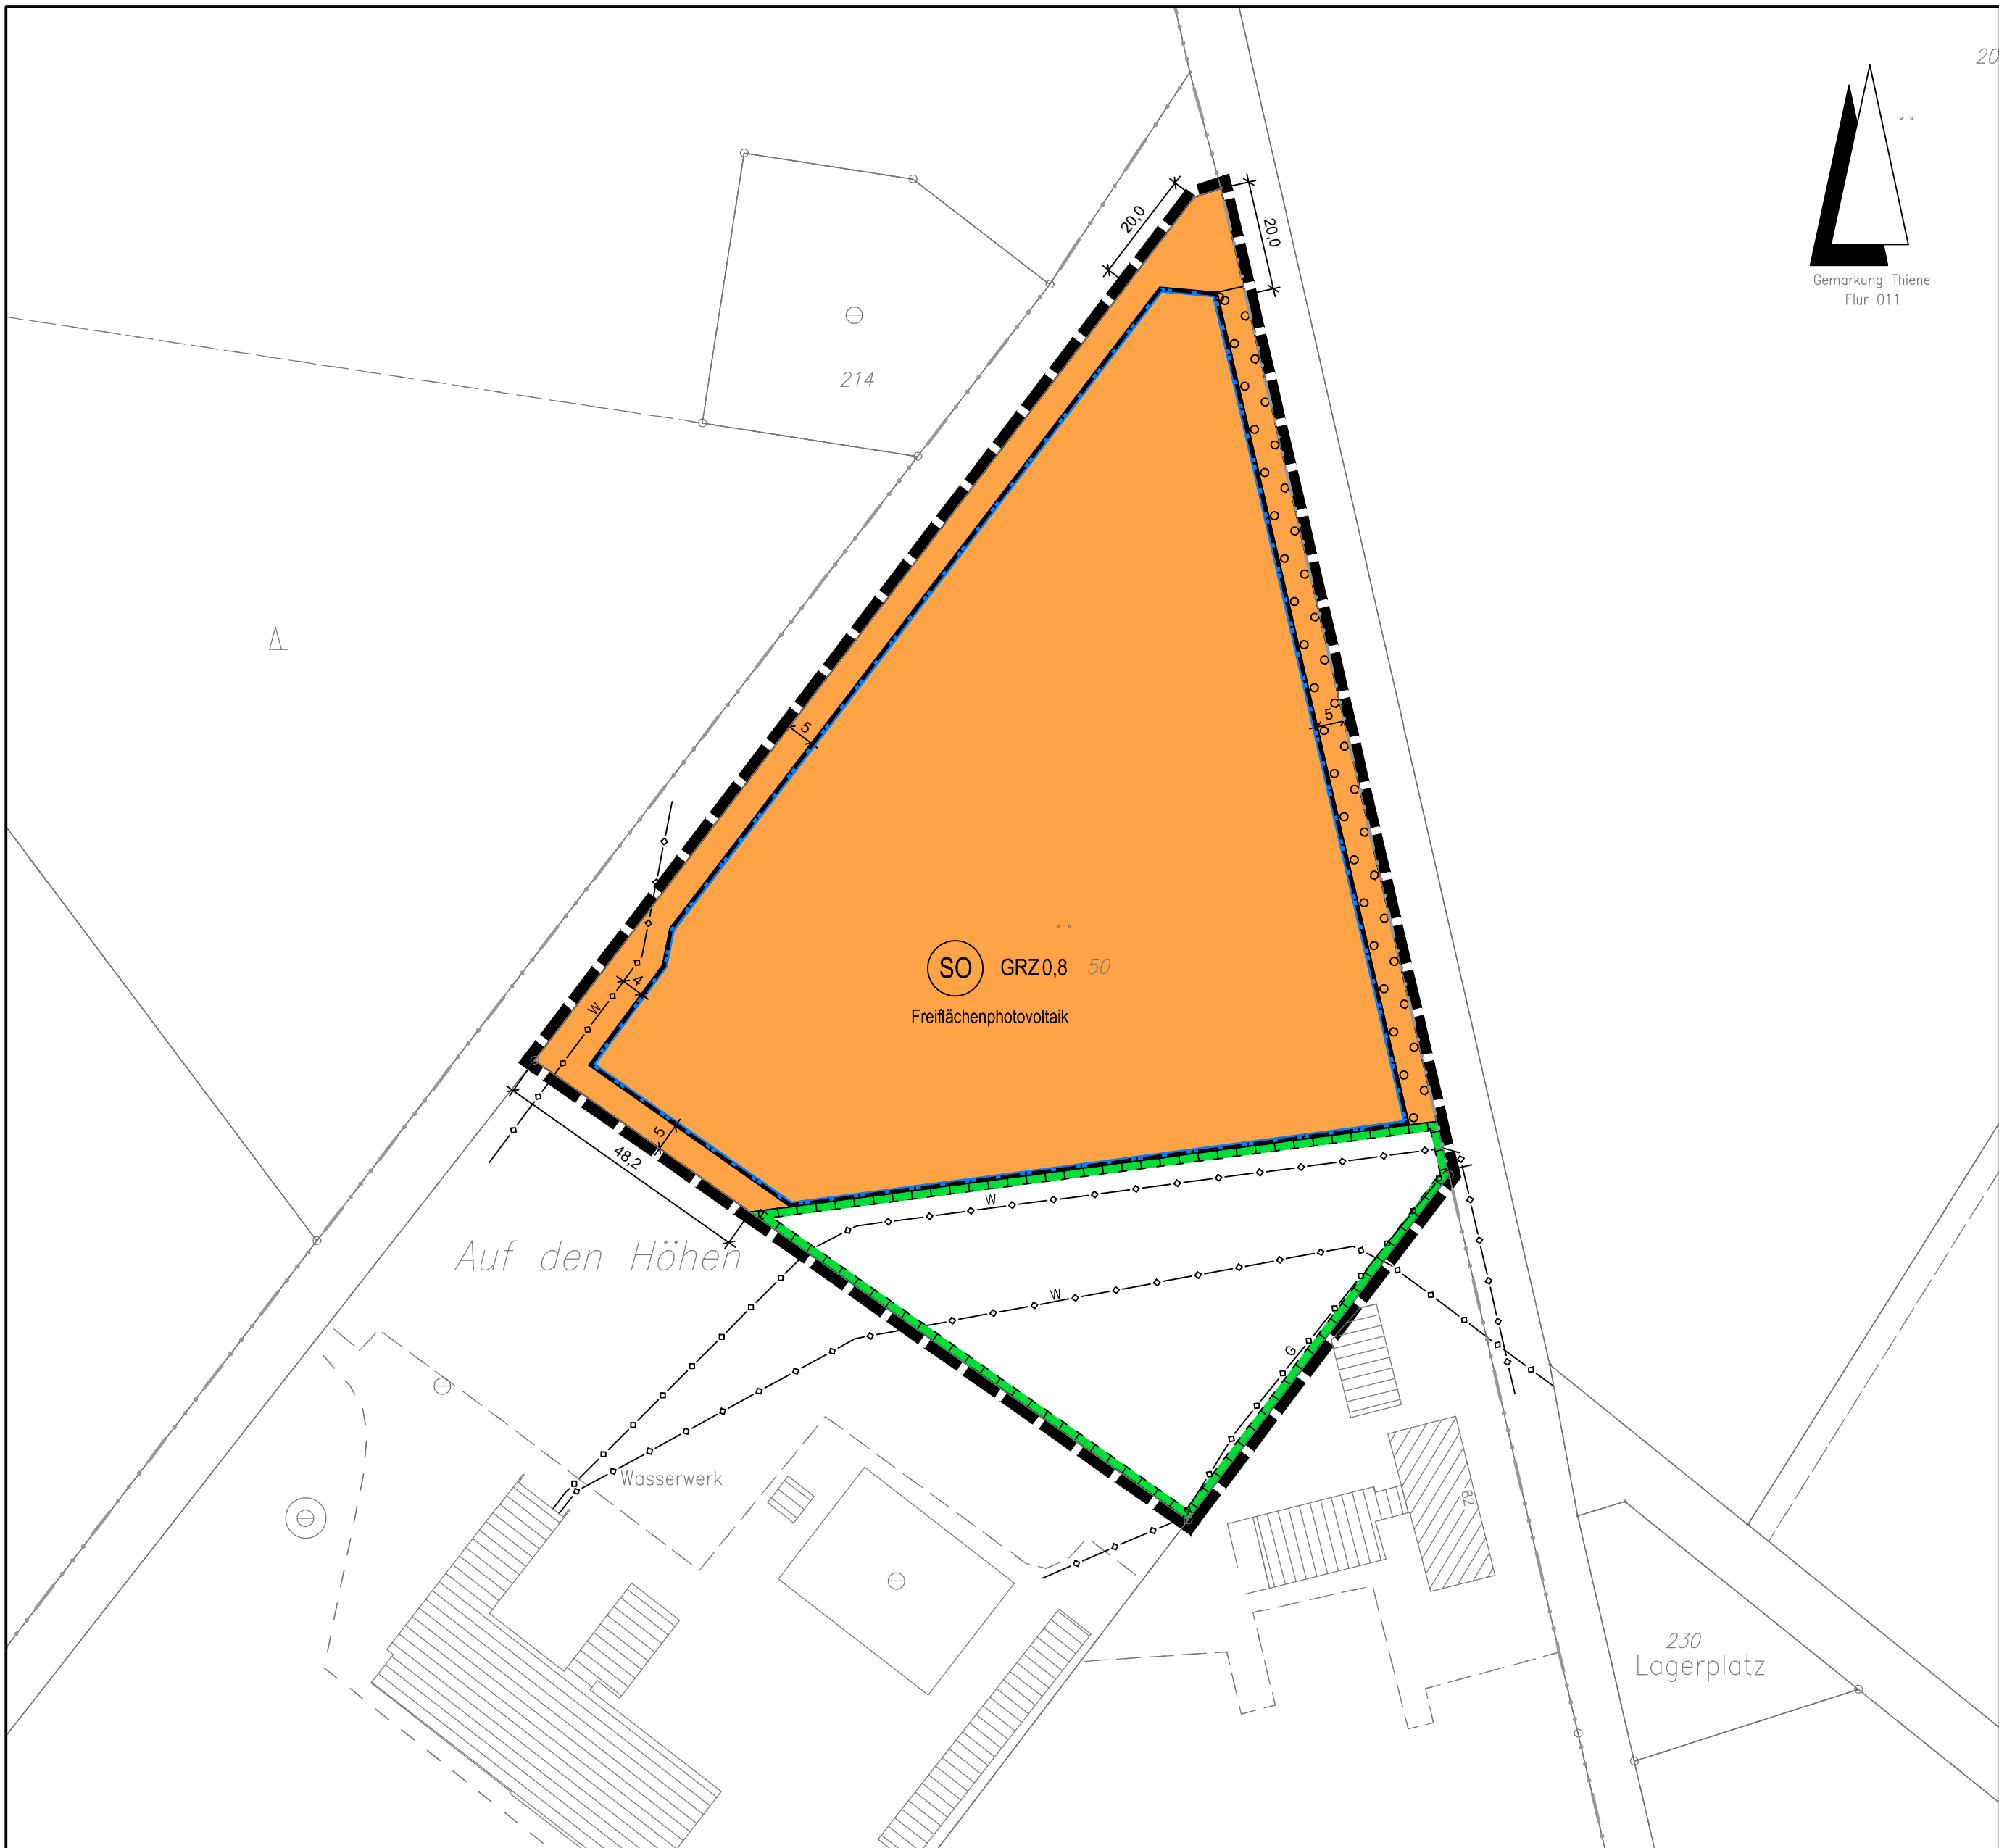 20
Gemarkung Thiene
Flur 011
20,0
20,0
214
5
5
SO GRZ 0,8 50
Freiflächenphotovoltaik
4
W
5
48,2
W
Auf den Höhen
W
G
Wasserwerk
82
230
Lagerplatz